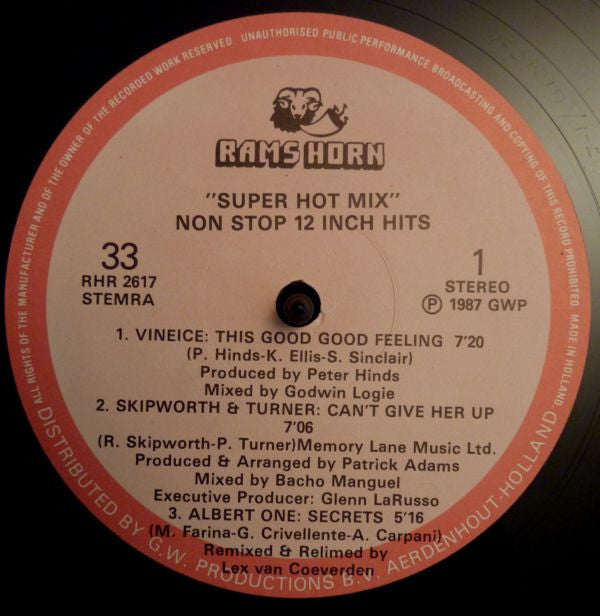 ALL RIGHTS OF THE MANUFACTURER AND OF THE OWNER OF THE RECORDED WORK RESERVED. UNAUTHORISED PUBLIC PERFORMANCE BROADCASTING AND COPYING OF THIS RECORD PROHIBITED. MADE IN HOLLAND
RAMS HORN
"SUPER HOT MIX"
NON STOP 12 INCH HITS
33
RHR 2617
STEMRA
1
STEREO
Ⓟ 1987 GWP
1. VINEICE: THIS GOOD GOOD FEELING 7'20
(P. Hinds-K. Ellis-S. Sinclair)
Produced by Peter Hinds
Mixed by Godwin Logie
2. SKIPWORTH & TURNER: CAN'T GIVE HER UP
7'06
(R. Skipworth-P. Turner)Memory Lane Music Ltd.
Produced & Arranged by Patrick Adams
Mixed by Bacho Manguel
Executive Producer: Glenn LaRusso
3. ALBERT ONE: SECRETS 5'16
(M. Farina-G. Crivellente-A. Carpani)
Remixed & Relimed by
Lex van Coeverden
DISTRIBUTED BY G.W. PRODUCTIONS B.V. AERDENHOUT-HOLLAND